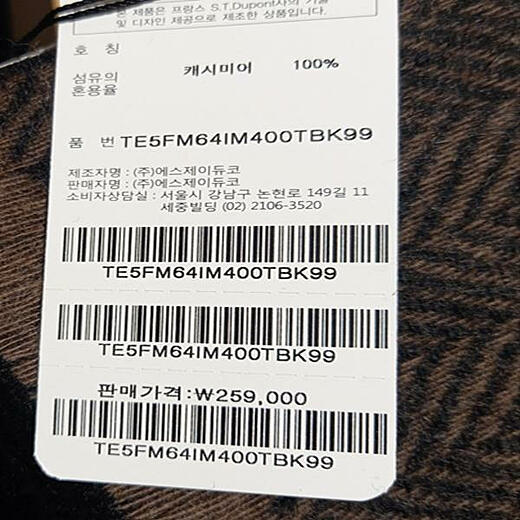 본 제품은 프랑스 S.T.Dupont사의 기술
및 디자인 제공으로 제조한 상품입니다.
호 칭
섬유의 혼용율 캐시미어 100%
품 번 TE5FM64IM400TBK99
제조자명 : (주)에스제이듀코
판매자명 : (주)에스제이듀코
소비자상담실 : 서울시 강남구 논현로 149길 11
세중빌딩 (02) 2106-3520
TE5FM64IM400TBK99
TE5FM64IM400TBK99
판매가격:₩259,000
TE5FM64IM400TBK99